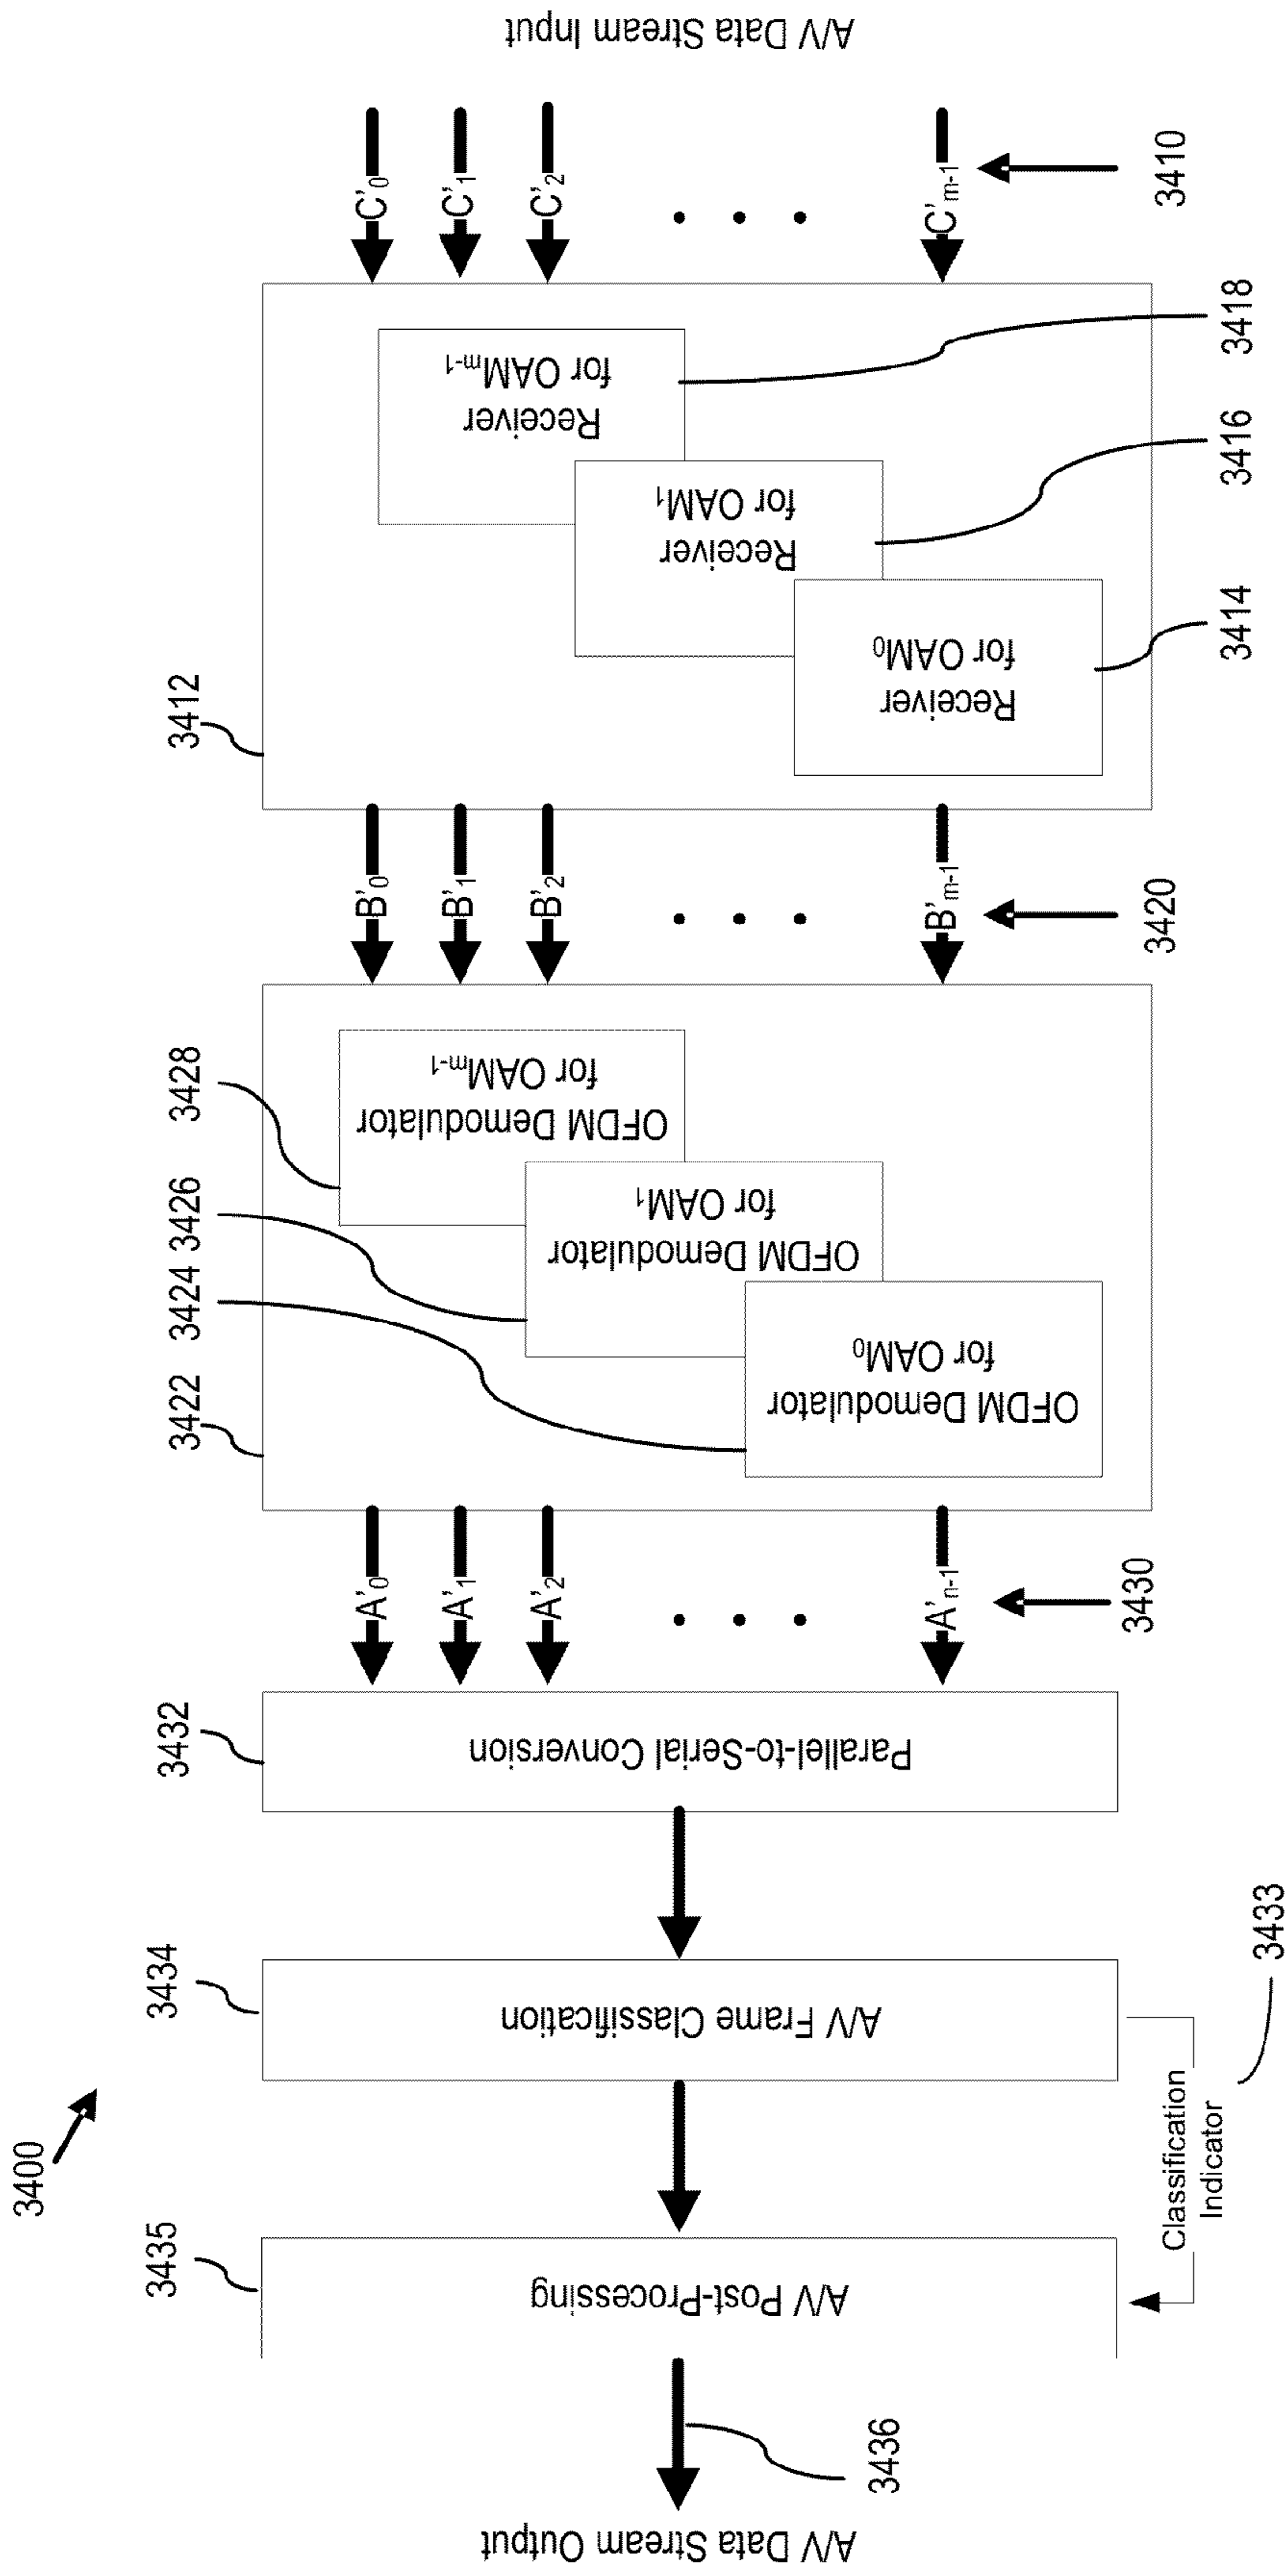 A/V Data Stream Input
C'0
C'1
C'2
C'm-1
3410
3412
Receiver
for OAMm-1
Receiver
for OAM1
Receiver
for OAM0
3418
3416
3414
B'0
B'1
B'2
B'm-1
3420
3422
3424
3426
3428
OFDM Demodulator
for OAMm-1
OFDM Demodulator
for OAM1
OFDM Demodulator
for OAM0
A'0
A'1
A'2
A'n-1
3430
3432
Parallel-to-Serial Conversion
3434
A/V Frame Classification
3433
Classification
Indicator
3400
3435
A/V Post-Processing
3436
A/V Data Stream Output